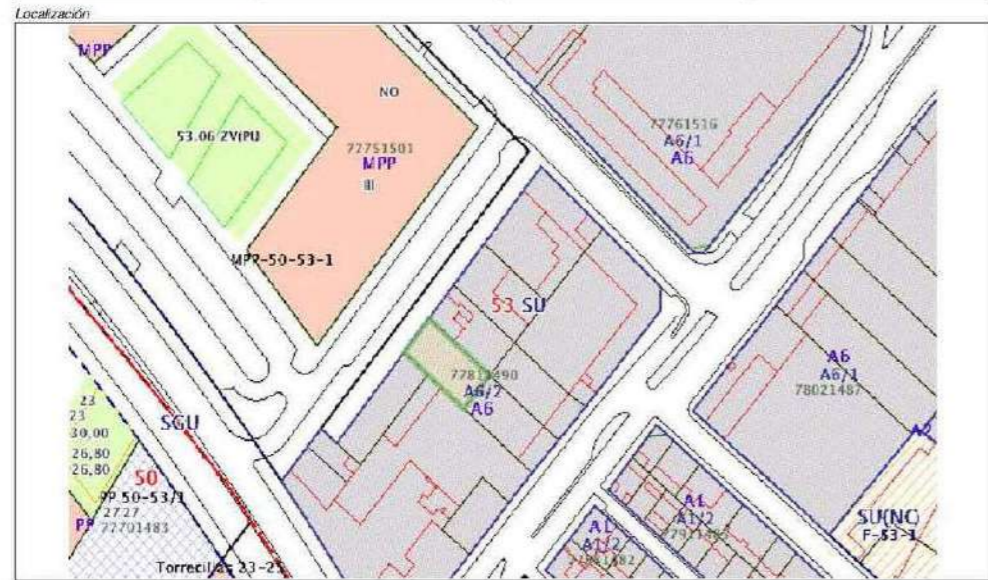 Localización
MPP
NO
53.06 ZV(PU
77761516
A6/1
A6
77751501
MPP
III
MPP-50-53-1
53 SU
77811490
A6/2
A6
A6
A6/1
78021487
23
23
30,00
26,80
26,80
SGU
A2
50
PP 50-53/1
2727
77701483
PP
A1
A1/2
A1
A1/2
SU(NC)
F-53-1
Torrecillas 23-25